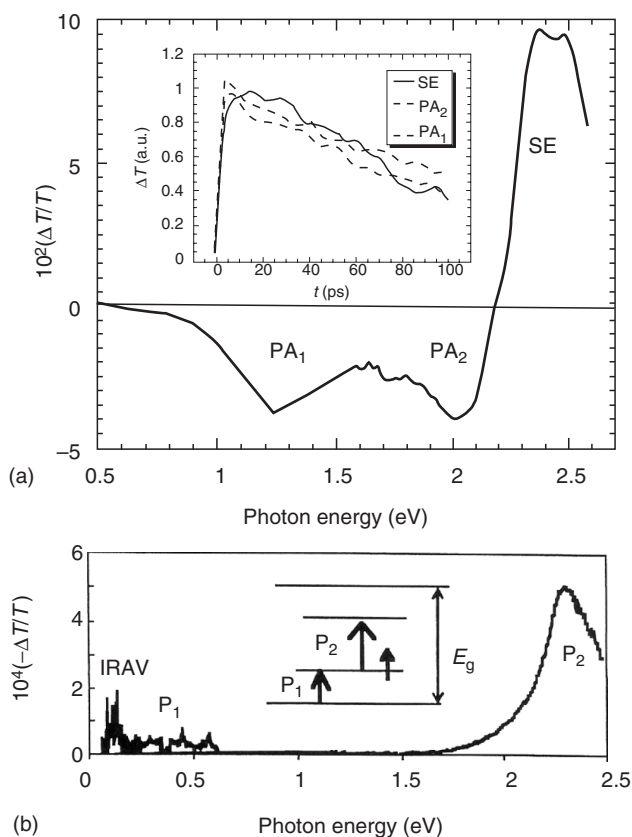 (a)
10²(ΔT/T)
10
5
0
−5
0.5
1
1.5
2
2.5
Photon energy (eV)
PA₁
PA₂
SE
ΔT (a.u.)
1.2
1
0.8
0.6
0.4
0.2
0
0
20
40
60
80
100
t (ps)
SE
PA₂
PA₁
(b)
10⁴(−ΔT/T)
6
4
2
0
0
0.5
1
1.5
2
2.5
Photon energy (eV)
IRAV
P₁
P₁
P₂
E_g
P₂